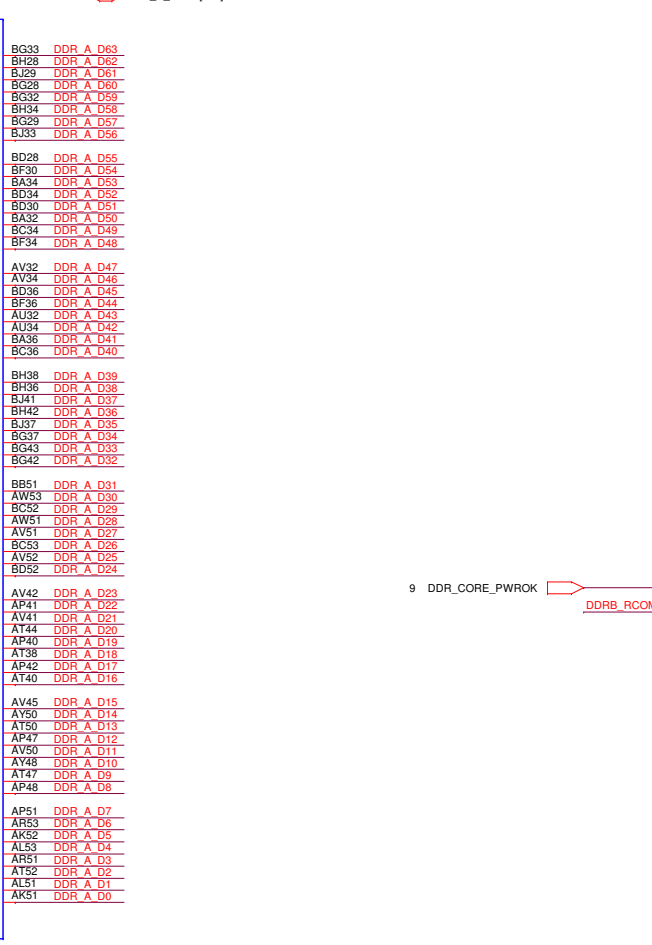 BG33 DDR_A_D63
BH28 DDR_A_D62
BJ29 DDR_A_D61
BG28 DDR_A_D60
BG32 DDR_A_D59
BH34 DDR_A_D58
BG29 DDR_A_D57
BJ33 DDR_A_D56
BD28 DDR_A_D55
BF30 DDR_A_D54
BA34 DDR_A_D53
BD34 DDR_A_D52
BD30 DDR_A_D51
BA32 DDR_A_D50
BC34 DDR_A_D49
BF34 DDR_A_D48
AV32 DDR_A_D47
AV34 DDR_A_D46
BD36 DDR_A_D45
BF36 DDR_A_D44
AU32 DDR_A_D43
AU34 DDR_A_D42
BA36 DDR_A_D41
BC36 DDR_A_D40
BH38 DDR_A_D39
BH36 DDR_A_D38
BJ41 DDR_A_D37
BH42 DDR_A_D36
BJ37 DDR_A_D35
BG37 DDR_A_D34
BG43 DDR_A_D33
BG42 DDR_A_D32
BB51 DDR_A_D31
AW53 DDR_A_D30
BC52 DDR_A_D29
AW51 DDR_A_D28
AV51 DDR_A_D27
BC53 DDR_A_D26
AV52 DDR_A_D25
BD52 DDR_A_D24
AV42 DDR_A_D23
AP41 DDR_A_D22
AV41 DDR_A_D21
AT44 DDR_A_D20
AP40 DDR_A_D19
AT38 DDR_A_D18
AP42 DDR_A_D17
AT40 DDR_A_D16
AV45 DDR_A_D15
AY50 DDR_A_D14
AT50 DDR_A_D13
AP47 DDR_A_D12
AV50 DDR_A_D11
AY48 DDR_A_D10
AT47 DDR_A_D9
AP48 DDR_A_D8
AP51 DDR_A_D7
AR53 DDR_A_D6
AK52 DDR_A_D5
AL53 DDR_A_D4
AR51 DDR_A_D3
AT52 DDR_A_D2
AL51 DDR_A_D1
AK51 DDR_A_D0
9 DDR_CORE_PWROK